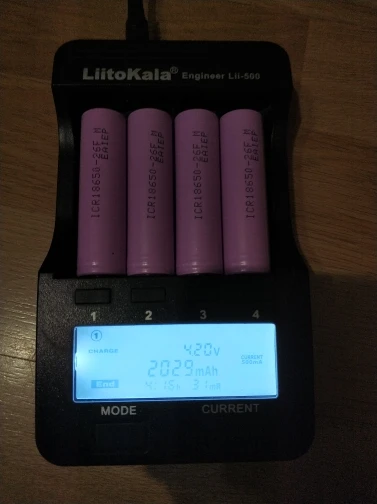 LiitoKala® Engineer Lii-500
ICR18650-26F M
ICR18650-26F M
ICR18650-26F M
ICR18650-26F M
1 2 3 4
1
CHARGE
4.20v
CURRENT
2029mAh
End
MODE CURRENT